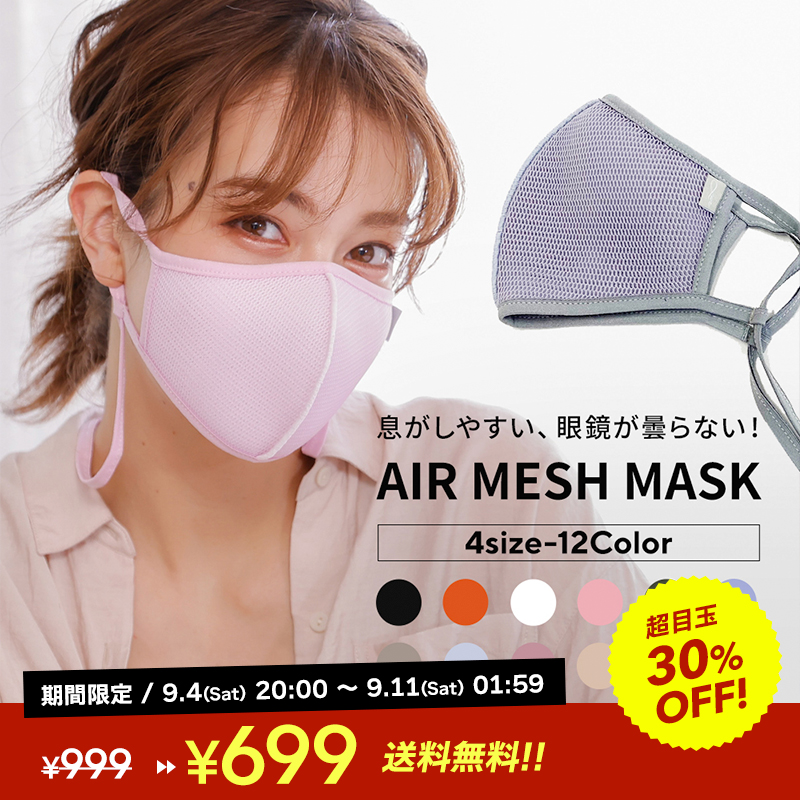 息がしやすい、眼鏡が曇らない！
AIR MESH MASK
4size-12Color
超目玉
30%
OFF!
期間限定 / 9.4(Sat) 20:00 ～ 9.11(Sat) 01:59
¥999 ¥699 送料無料!!